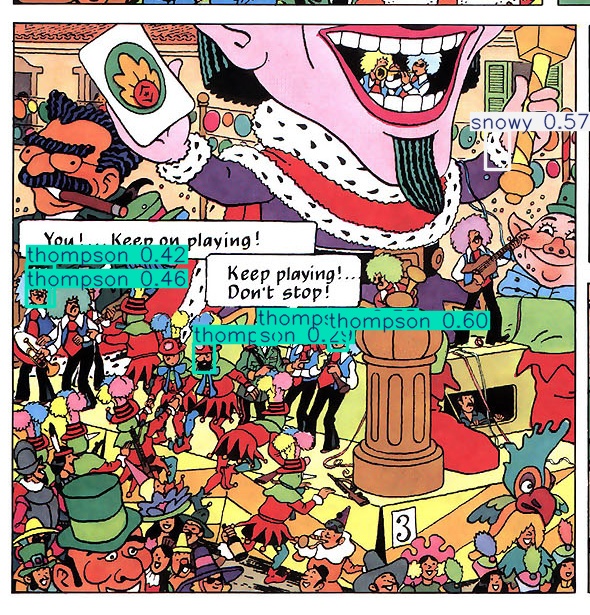 snowy 0.57
You!... Keep on playing!
thompson 0.42
thompson 0.46
Keep playing!...
Don't stop!
thompson 0.60
3